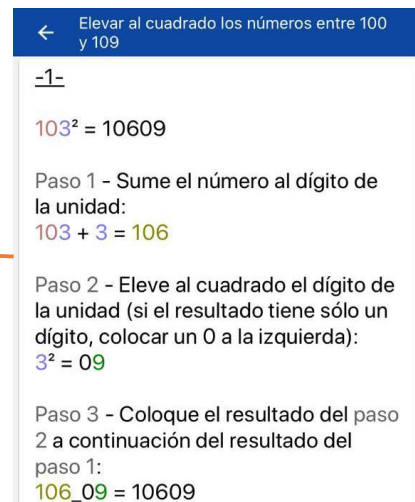 Elevar al cuadrado los números entre 100
y 109
-1-
103² = 10609
Paso 1 - Sume el número al dígito de
la unidad:
103 + 3 = 106
Paso 2 - Eleve al cuadrado el dígito de
la unidad (si el resultado tiene sólo un
dígito, colocar un 0 a la izquierda):
3² = 09
Paso 3 - Coloque el resultado del paso
2 a continuación del resultado del
paso 1:
106_09 = 10609